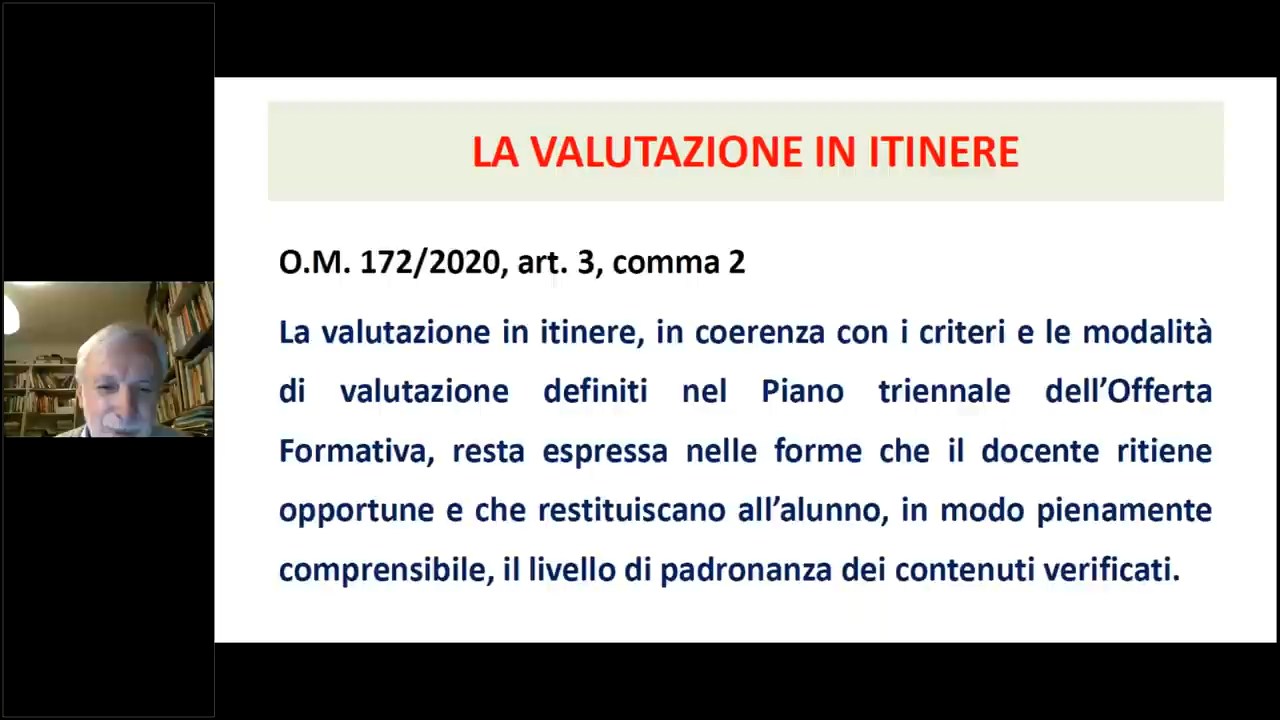 LA VALUTAZIONE IN ITINERE
O.M. 172/2020, art. 3, comma 2
La valutazione in itinere, in coerenza con i criteri e le modalità
di valutazione definiti nel Piano triennale dell’Offerta
Formativa, resta espressa nelle forme che il docente ritiene
opportune e che restituiscano all’alunno, in modo pienamente
comprensibile, il livello di padronanza dei contenuti verificati.